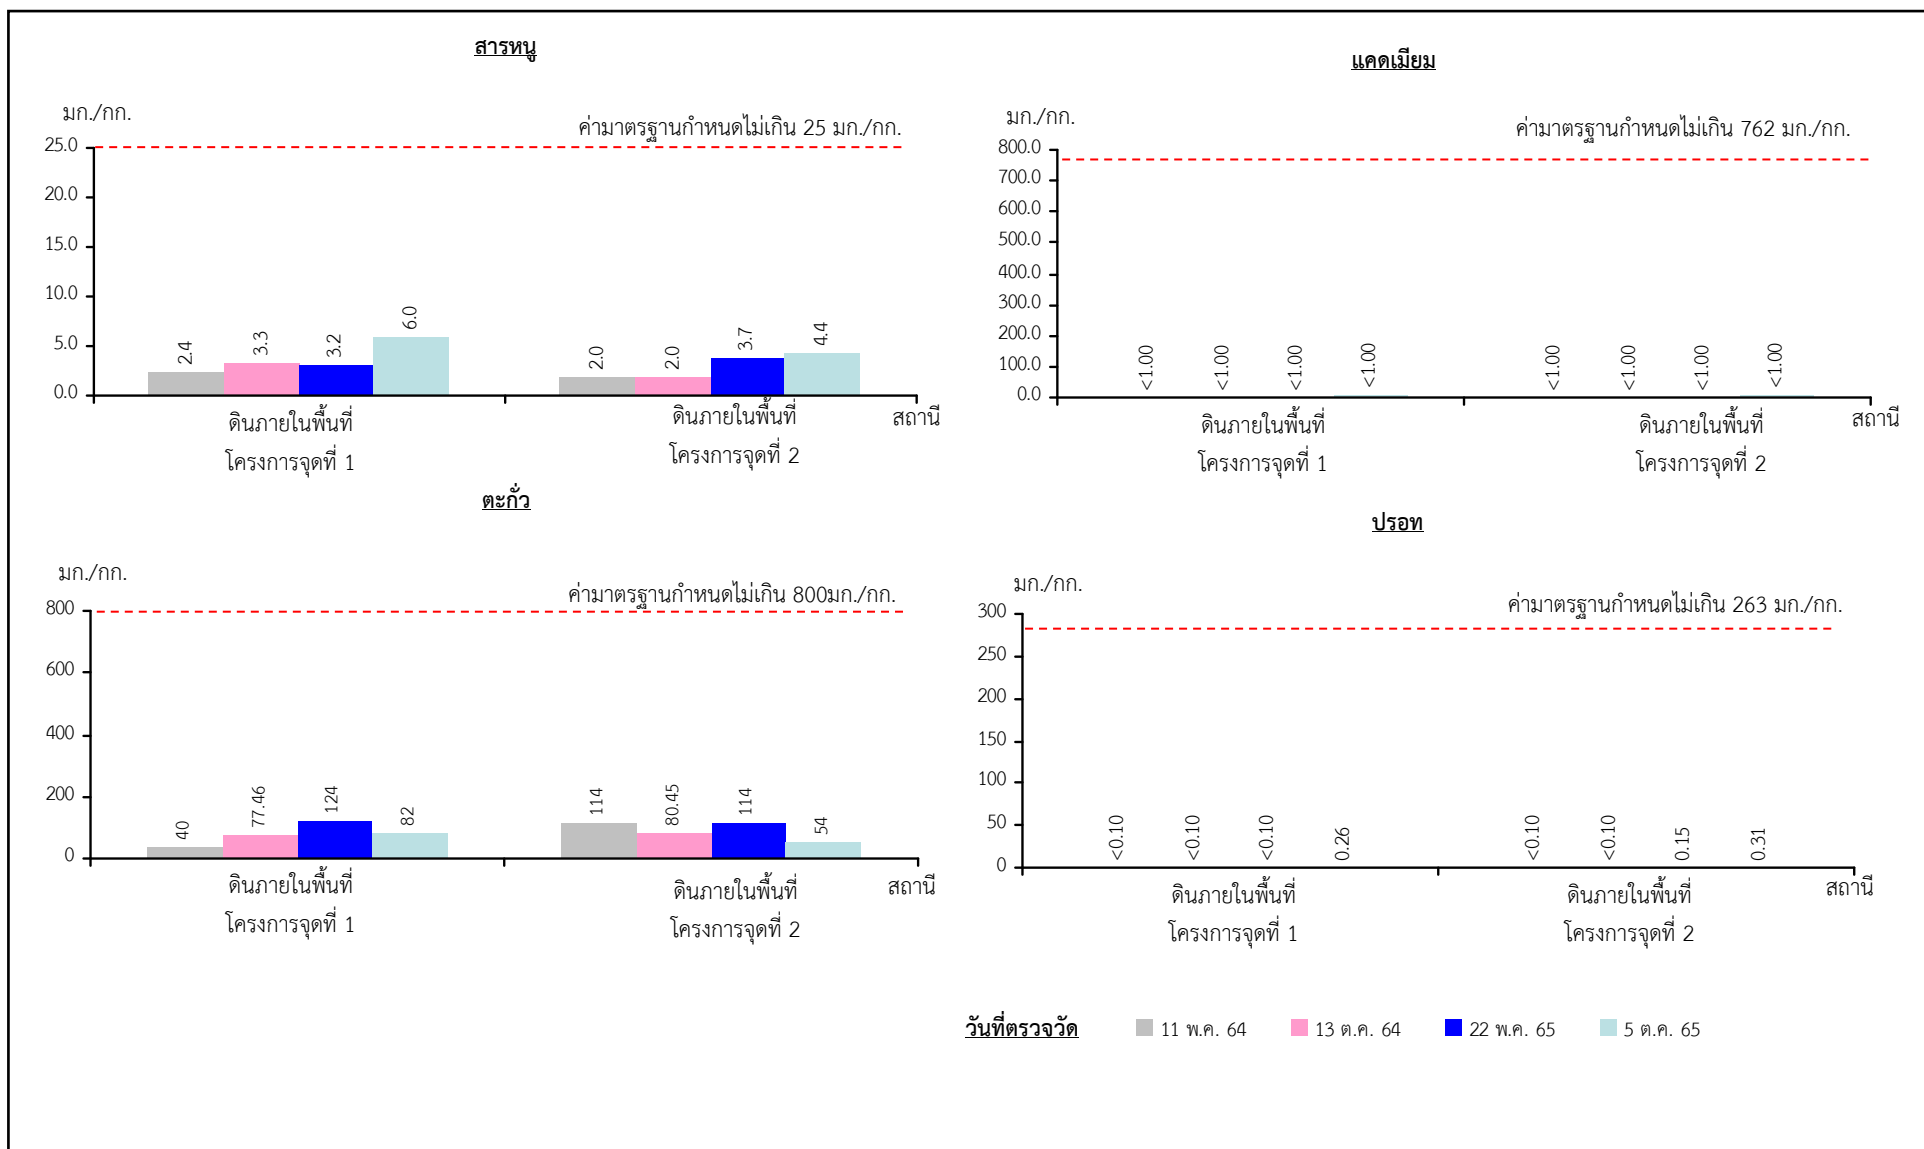 สารหนู
มก./กก.
ค่ามาตรฐานกำหนดไม่เกิน 25 มก./กก.
25.0
20.0
15.0
10.0
5.0
0.0
2.4
3.3
3.2
6.0
2.0
2.0
3.7
4.4
ดินภายในพื้นที่
โครงการจุดที่ 1
ดินภายในพื้นที่
โครงการจุดที่ 2
สถานี
แคดเมียม
มก./กก.
ค่ามาตรฐานกำหนดไม่เกิน 762 มก./กก.
800.0
700.0
600.0
500.0
400.0
300.0
200.0
100.0
0.0
<1.00
<1.00
<1.00
<1.00
<1.00
<1.00
<1.00
<1.00
ดินภายในพื้นที่
โครงการจุดที่ 1
ดินภายในพื้นที่
โครงการจุดที่ 2
สถานี
ตะกั่ว
มก./กก.
ค่ามาตรฐานกำหนดไม่เกิน 800มก./กก.
800
600
400
200
0
40
77.46
124
82
114
80.45
114
54
ดินภายในพื้นที่
โครงการจุดที่ 1
ดินภายในพื้นที่
โครงการจุดที่ 2
สถานี
ปรอท
มก./กก.
ค่ามาตรฐานกำหนดไม่เกิน 263 มก./กก.
300
250
200
150
100
50
0
<0.10
<0.10
<0.10
0.26
<0.10
<0.10
0.15
0.31
ดินภายในพื้นที่
โครงการจุดที่ 1
ดินภายในพื้นที่
โครงการจุดที่ 2
สถานี
วันที่ตรวจวัด 11 พ.ค. 64 13 ต.ค. 64 22 พ.ค. 65 5 ต.ค. 65